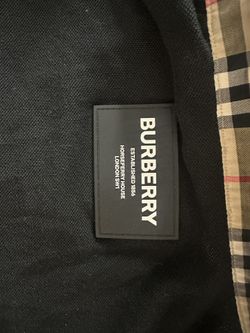 BURBERRY
ESTABLISHED 1856
HORSEFERRY HOUSE
LONDON SW1